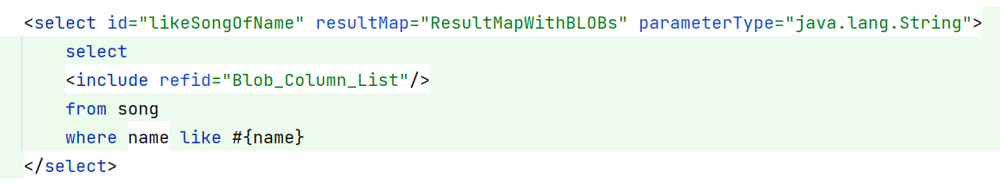 <select id="likeSongOfName" resultMap="ResultMapWithBLOBs" parameterType="java.lang.String">
select
<include refid="Blob_Column_List"/>
from song
where name like #{name}
</select>